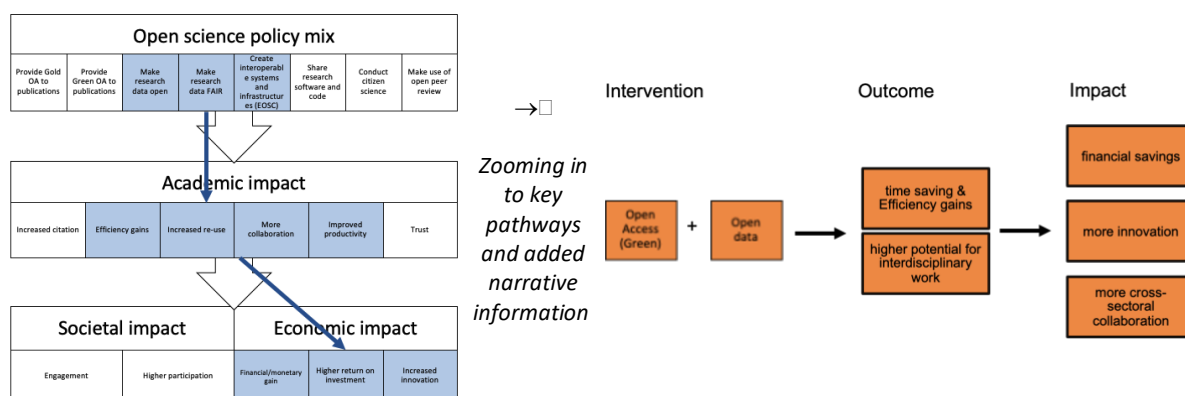 Open science policy mix
Provide Gold
OA to
publications
Provide
Green OA to
publications
Make
research
data open
Make
research
data FAIR
Create
interoperabl
e systems
and
infrastructur
es (EOSC)
Share
research
software and
code
Conduct
citizen
science
Make use of
open peer
review
Academic impact
Increased citation
Efficiency gains
Increased re-use
More
collaboration
Improved
productivity
Trust
Societal impact
Economic impact
Engagement
Higher participation
Financial/monetary
gain
Higher return on
investment
Increased
innovation
→□
Zooming in
to key
pathways
and added
narrative
information
Intervention
Outcome
Impact
Open
Access
(Green)
+
Open
data
time saving &
Efficiency gains
higher potential for
interdisciplinary
work
financial savings
more innovation
more cross-
sectoral
collaboration